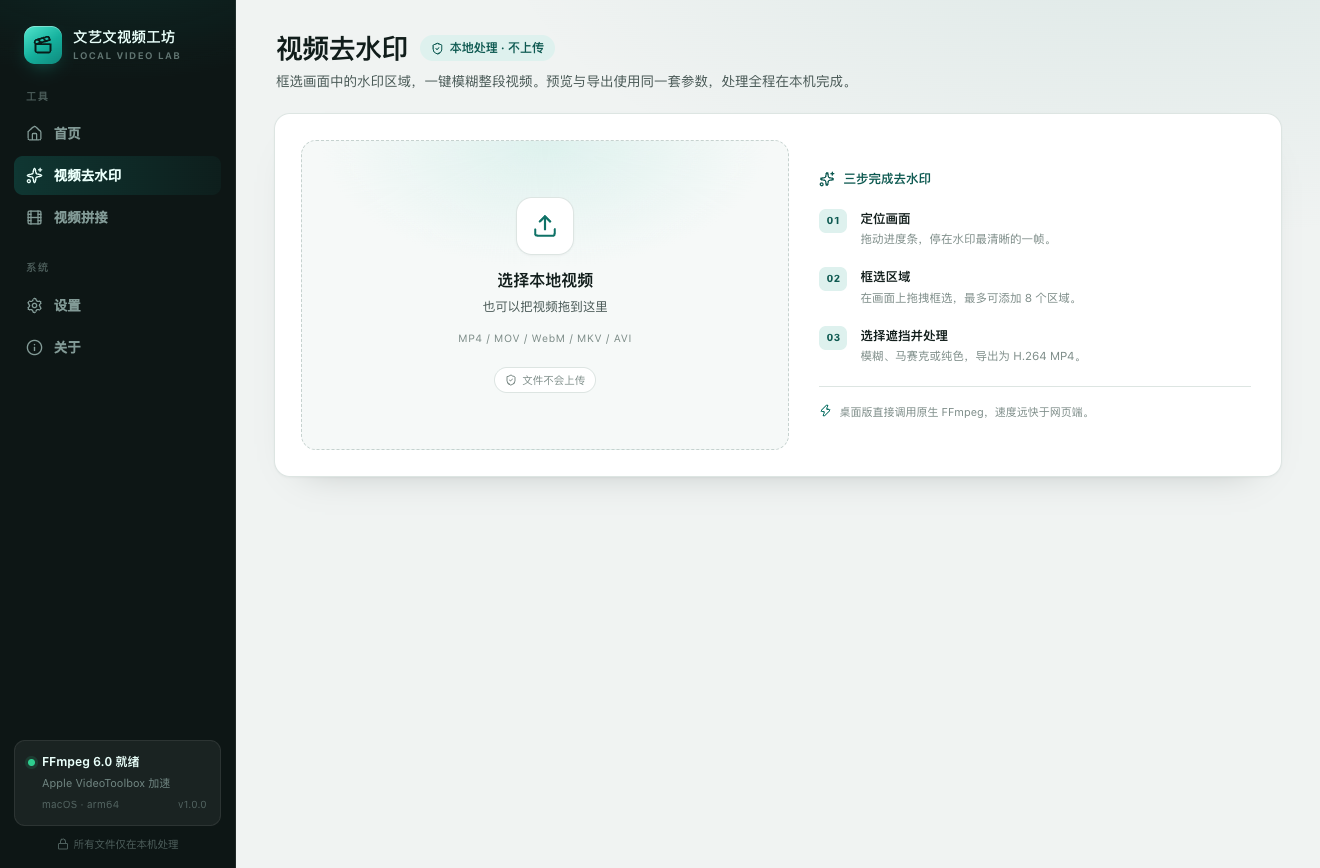 文艺文视频工坊
LOCAL VIDEO LAB
工具
首页
视频去水印
视频拼接
系统
设置
关于
FFmpeg 6.0 就绪
Apple VideoToolbox 加速
macOS · arm64
v1.0.0
所有文件仅在本机处理
视频去水印
本地处理 · 不上传
框选画面中的水印区域，一键模糊整段视频。预览与导出使用同一套参数，处理全程在本机完成。
选择本地视频
也可以把视频拖到这里
MP4 / MOV / WebM / MKV / AVI
文件不会上传
三步完成去水印
01
定位画面
拖动进度条，停在水印最清晰的一帧。
02
框选区域
在画面上拖拽框选，最多可添加 8 个区域。
03
选择遮挡并处理
模糊、马赛克或纯色，导出为 H.264 MP4。
桌面版直接调用原生 FFmpeg，速度远快于网页端。